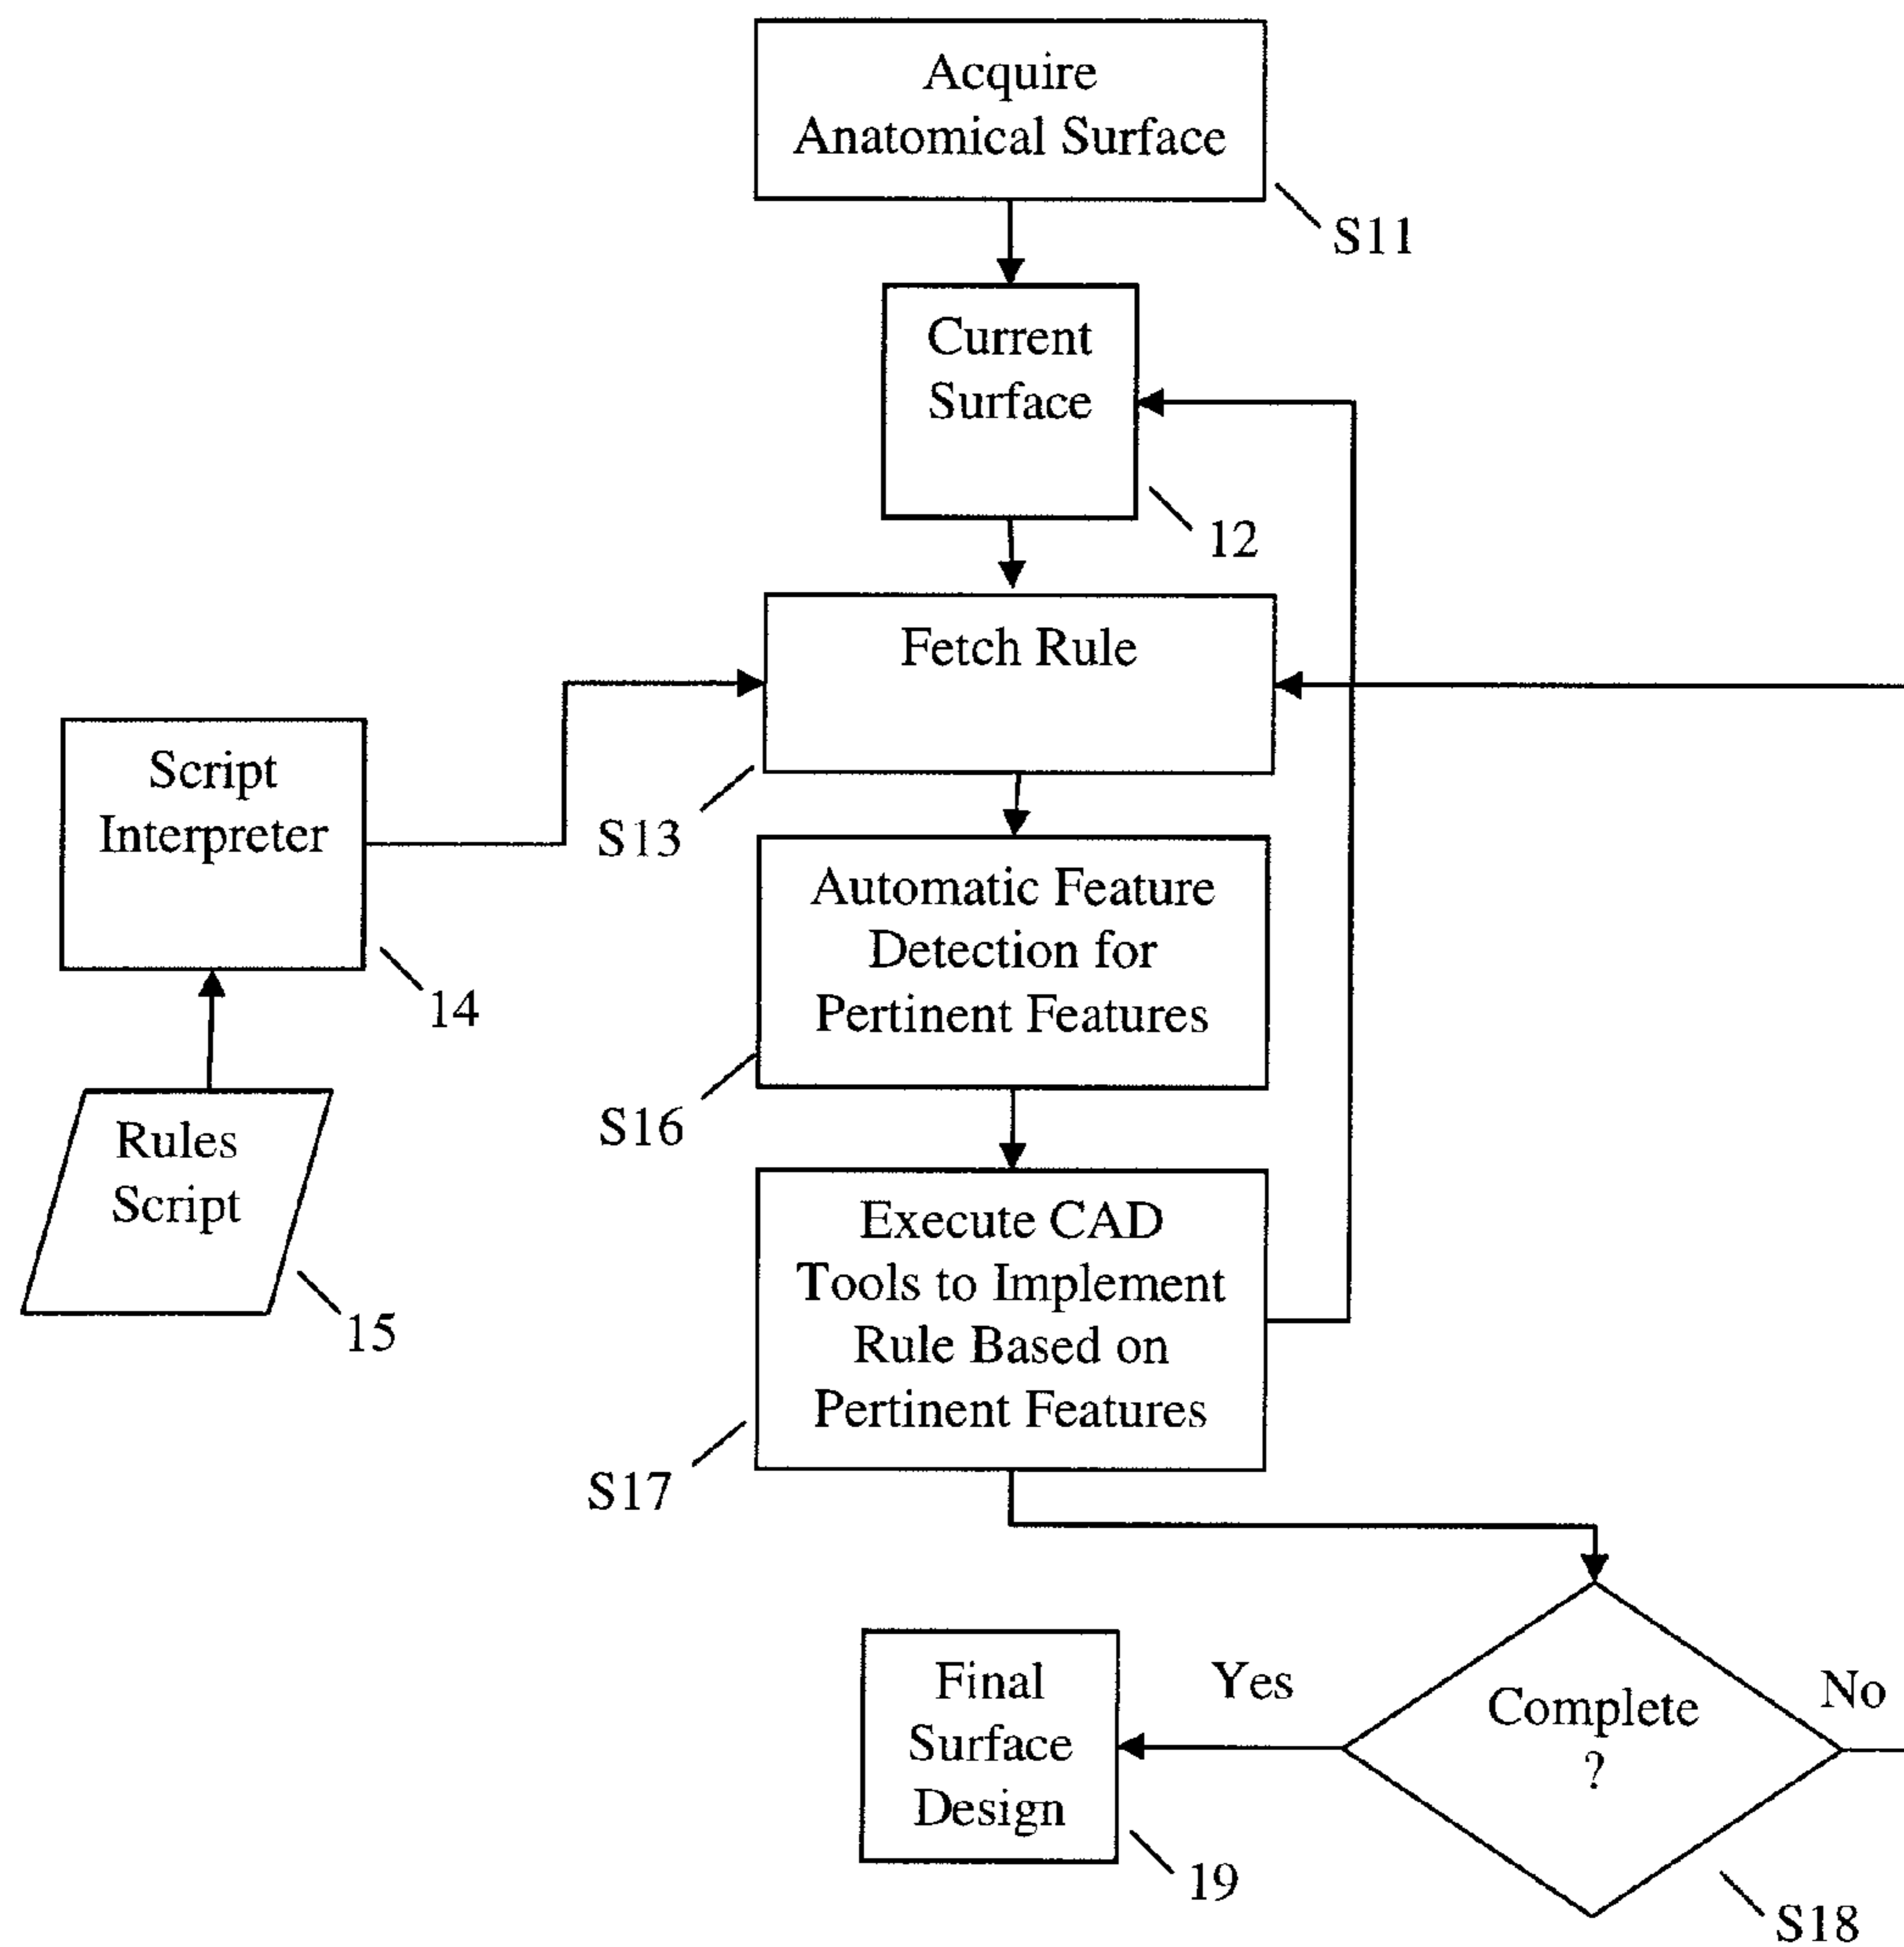 Acquire
Anatomical Surface
S11
Current
Surface
12
Fetch Rule
S13
Script
Interpreter
14
Rules
Script
15
Automatic Feature
Detection for
Pertinent Features
S16
Execute CAD
Tools to Implement
Rule Based on
Pertinent Features
S17
Complete
?
Yes
No
S18
Final
Surface
Design
19